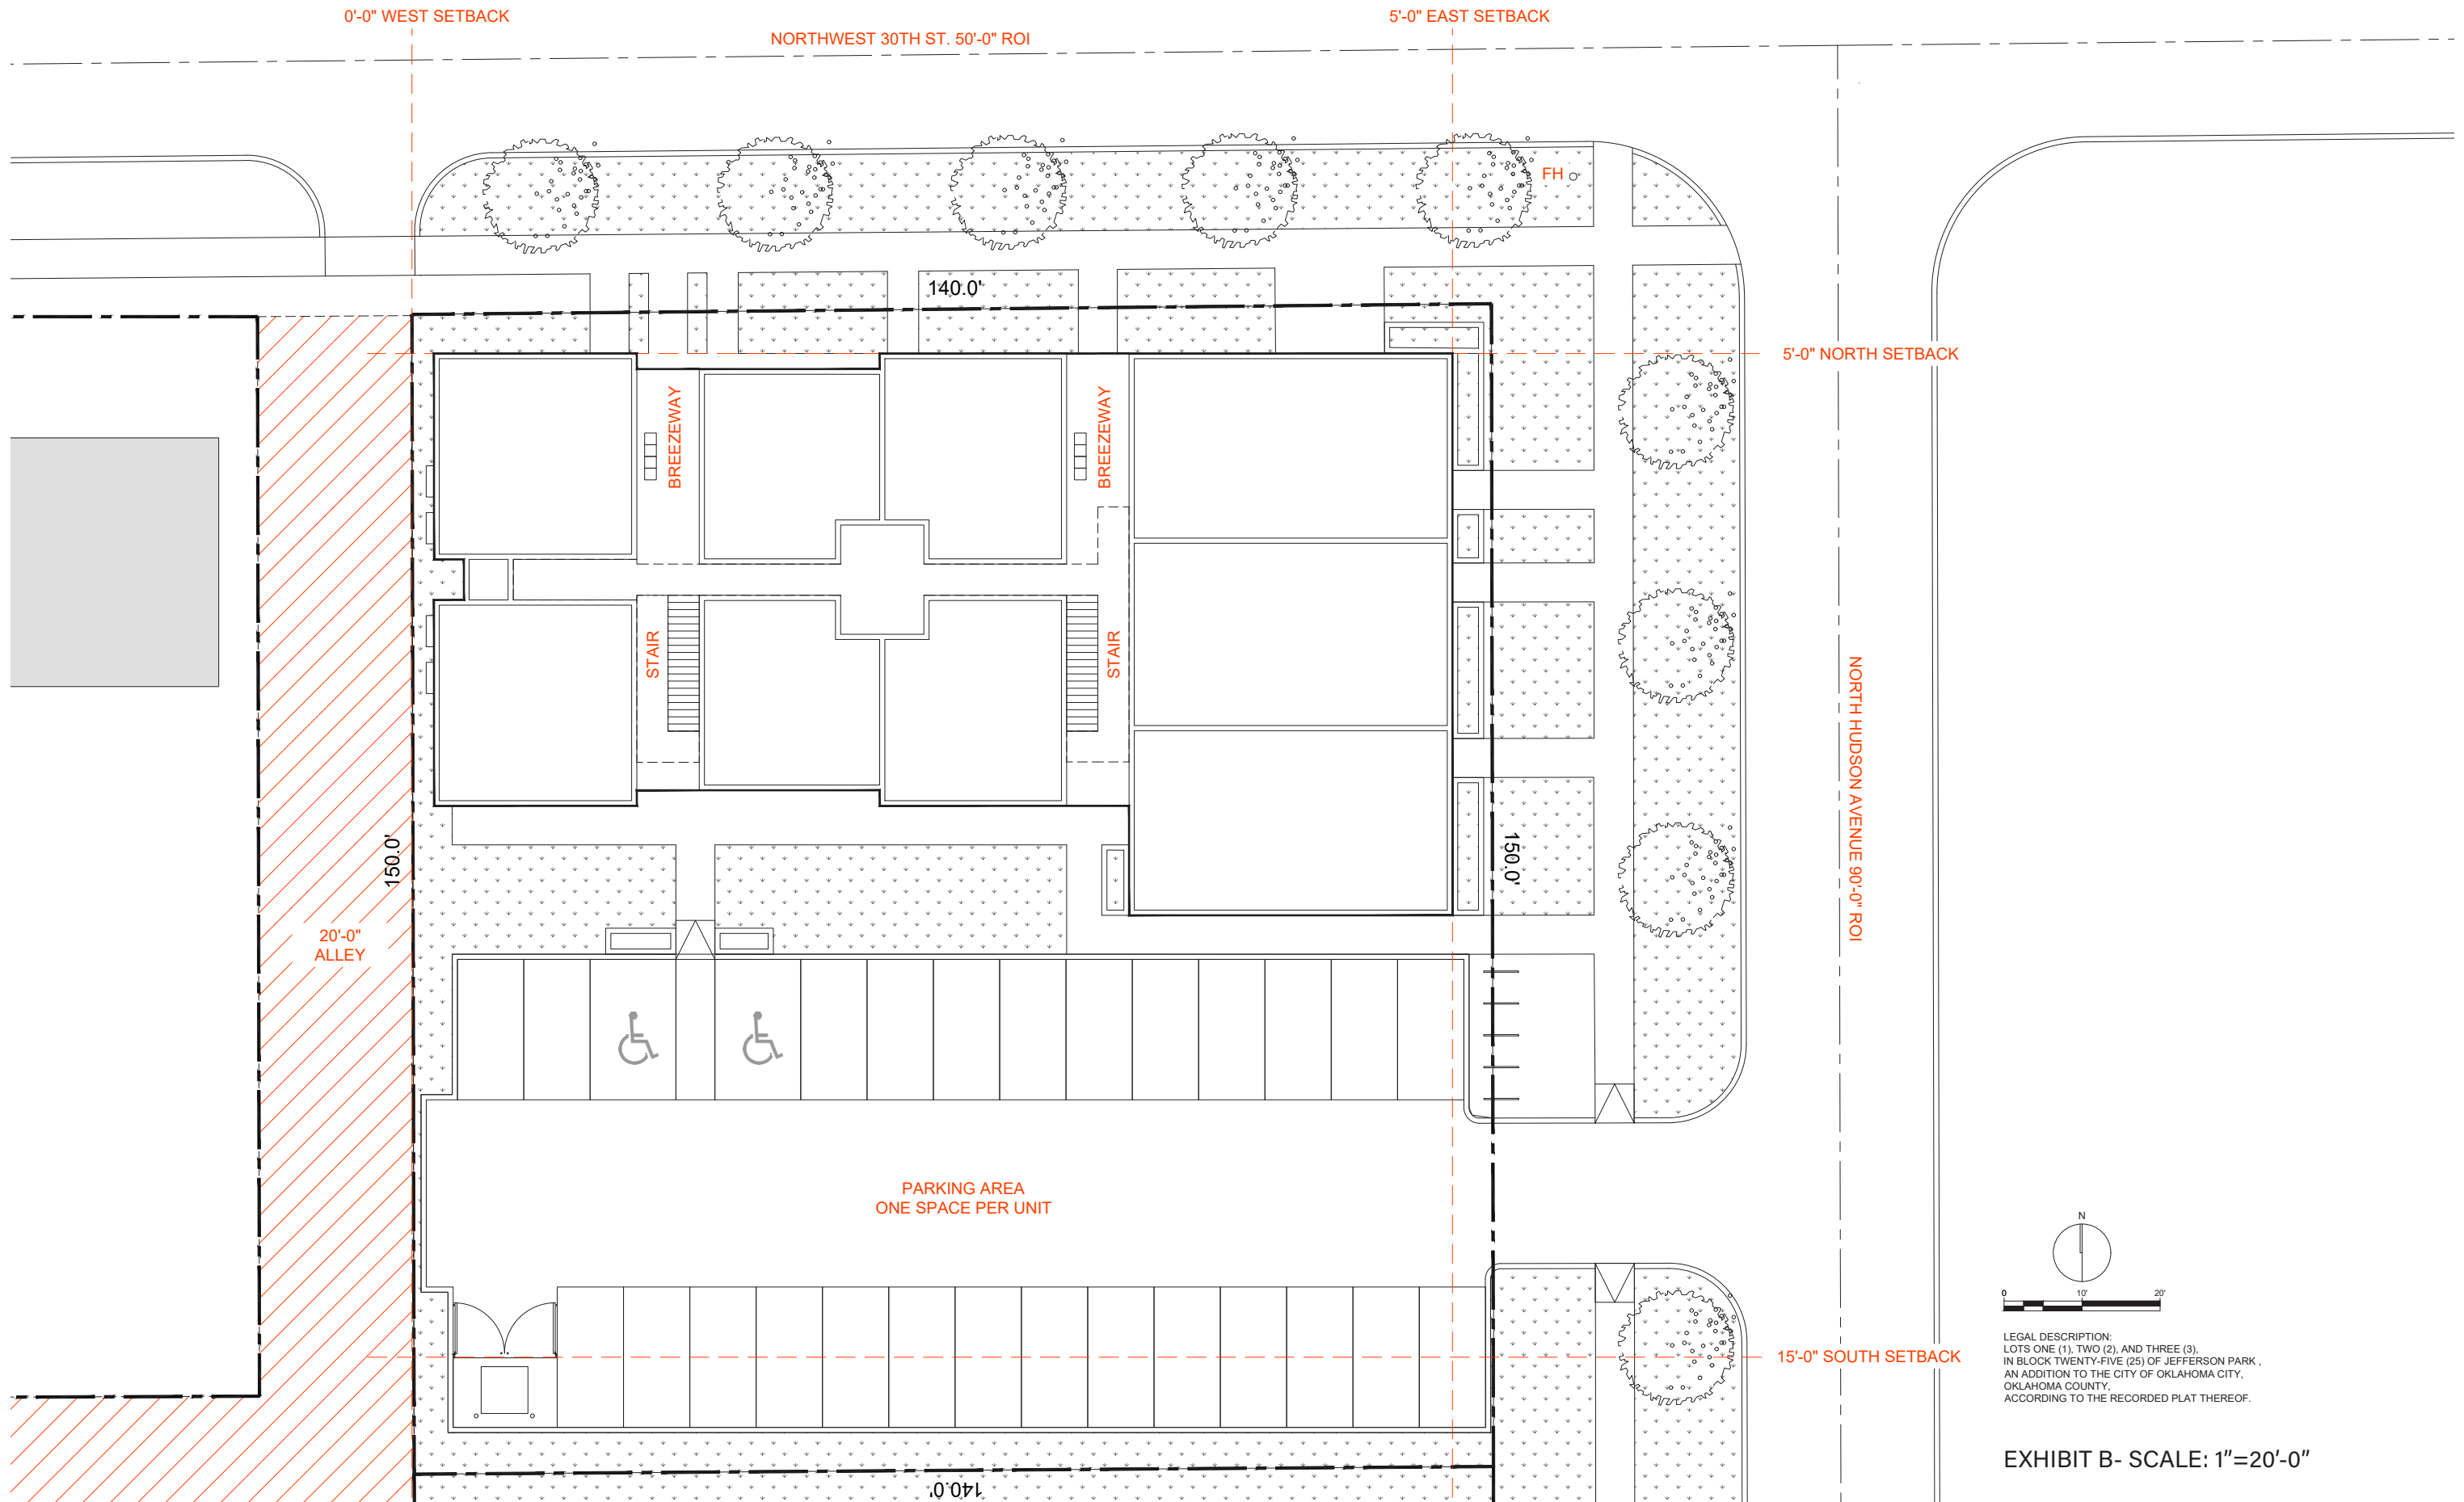 0'-0" WEST SETBACK
5'-0" EAST SETBACK
NORTHWEST 30TH ST. 50'-0" ROI
FH
140.0'
5'-0" NORTH SETBACK
BREEZEWAY
BREEZEWAY
STAIR
STAIR
NORTH HUDSON AVENUE 90'-0" ROI
150.0'
150.0'
20'-0"
ALLEY
PARKING AREA
ONE SPACE PER UNIT
N
0 10' 20'
15'-0" SOUTH SETBACK
LEGAL DESCRIPTION:
LOTS ONE (1), TWO (2), AND THREE (3),
IN BLOCK TWENTY-FIVE (25) OF JEFFERSON PARK ,
AN ADDITION TO THE CITY OF OKLAHOMA CITY,
OKLAHOMA COUNTY,
ACCORDING TO THE RECORDED PLAT THEREOF.
EXHIBIT B- SCALE: 1"=20'-0"
140.0'